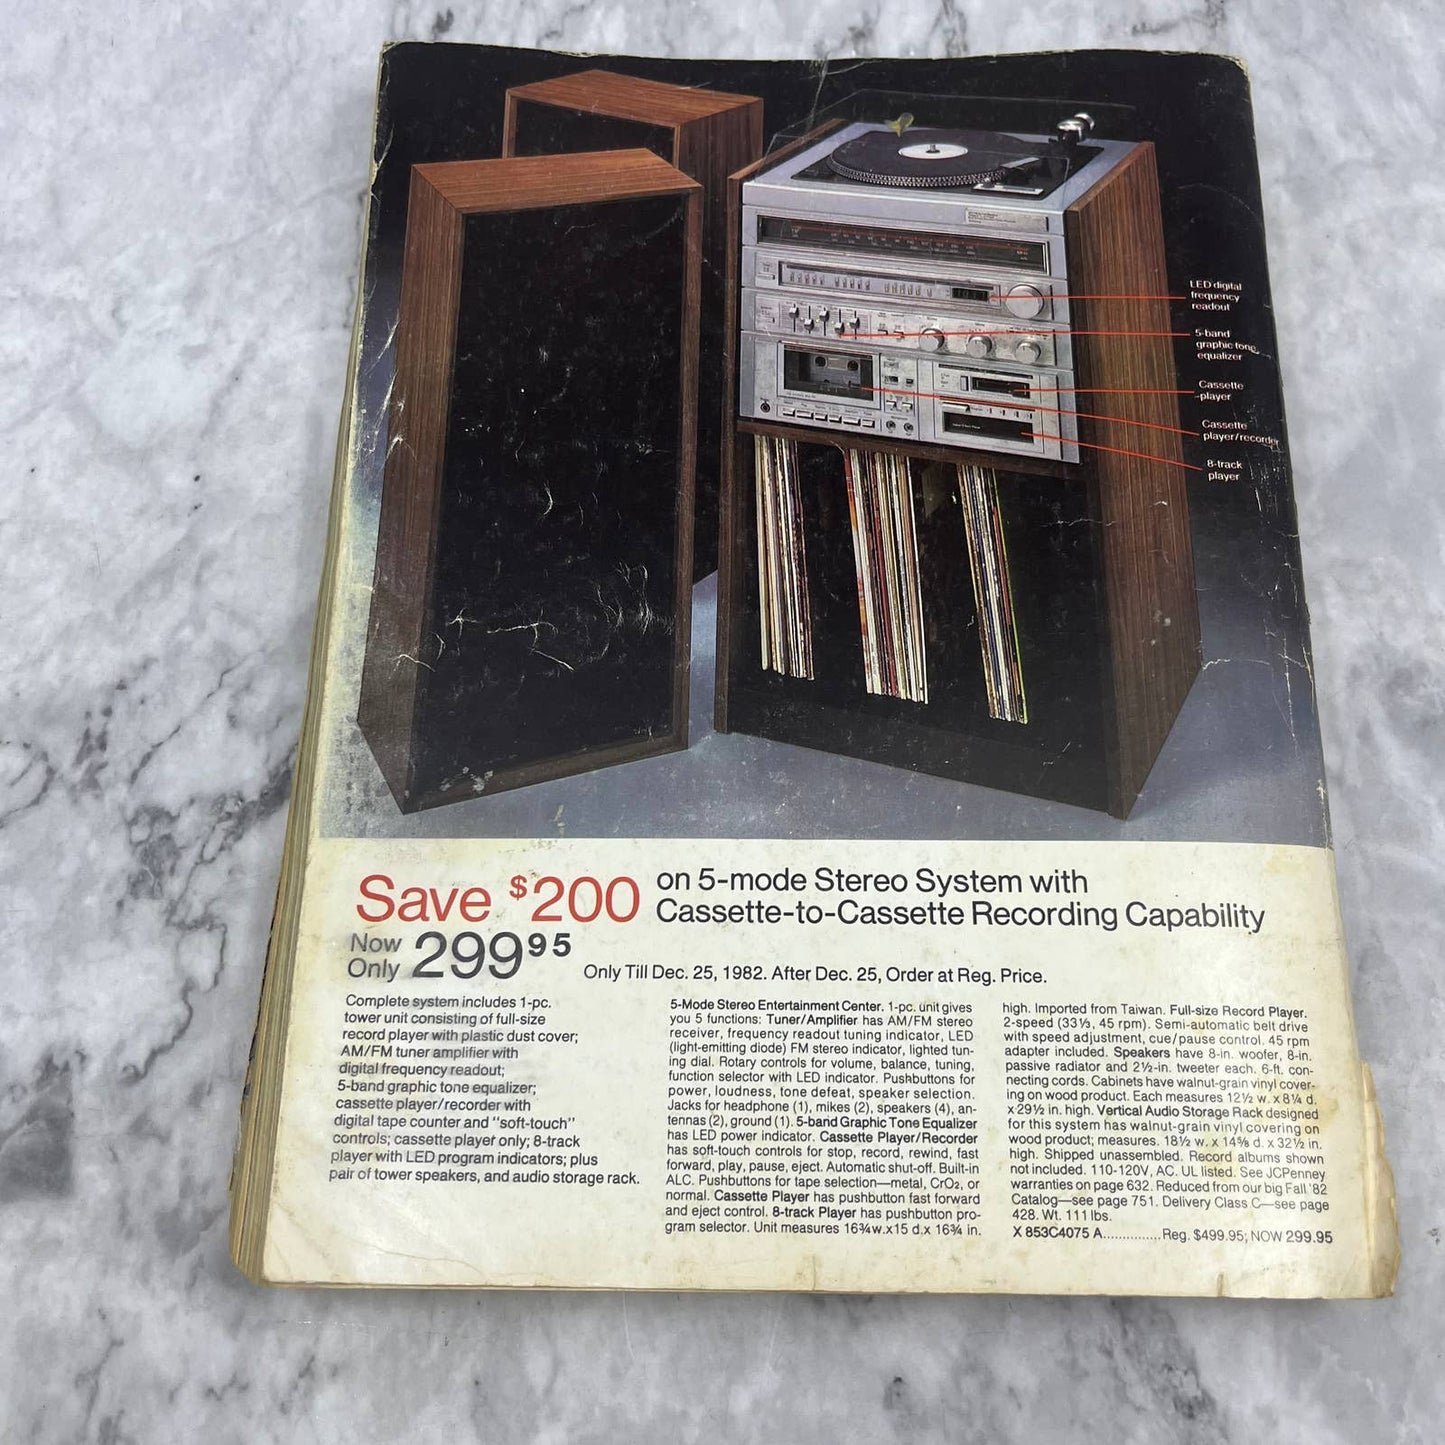 LED digital
frequency
readout
5-band
graphic tone
equalizer
Cassette
player
Cassette
player/recorder
8-track
player
Save $200
on 5-mode Stereo System with
Cassette-to-Cassette Recording Capability
Now
Only 299⁹⁵
Only Till Dec. 25, 1982. After Dec. 25, Order at Reg. Price.
Complete system includes 1-pc.
tower unit consisting of full-size
record player with plastic dust cover;
AM/FM tuner amplifier with
digital frequency readout;
5-band graphic tone equalizer;
cassette player/recorder with
digital tape counter and "soft-touch"
controls; cassette player only; 8-track
player with LED program indicators; plus
pair of tower speakers, and audio storage rack.
5-Mode Stereo Entertainment Center. 1-pc. unit gives
you 5 functions: Tuner/Amplifier has AM/FM stereo
receiver, frequency readout tuning indicator, LED
(light-emitting diode) FM stereo indicator, lighted tun-
ing dial. Rotary controls for volume, balance, tuning,
function selector with LED indicator. Pushbuttons for
power, loudness, tone defeat, speaker selection.
Jacks for headphone (1), mikes (2), speakers (4), an-
tennas (2), ground (1). 5-band Graphic Tone Equalizer
has LED power indicator. Cassette Player/Recorder
has soft-touch controls for stop, record, rewind, fast
forward, play, pause, eject. Automatic shut-off. Built-in
ALC. Pushbuttons for tape selection—metal, CrO₂, or
normal. Cassette Player has pushbutton fast forward
and eject control. 8-track Player has pushbutton pro-
gram selector. Unit measures 16¾w.x15 d.x 16¾ in.
high. Imported from Taiwan. Full-size Record Player.
2-speed (33⅓, 45 rpm). Semi-automatic belt drive
with speed adjustment, cue/pause control. 45 rpm
adapter included. Speakers have 8-in. woofer, 8-in.
passive radiator and 2½-in. tweeter each. 6-ft. con-
necting cords. Cabinets have walnut-grain vinyl cover-
ing on wood product. Each measures 12½ w. x 8¼ d.
x 29½ in. high. Vertical Audio Storage Rack designed
for this system has walnut-grain vinyl covering on
wood product; measures. 18½ w. x 14⅝ d. x 32½ in.
high. Shipped unassembled. Record albums shown
not included. 110-120V, AC. UL listed. See JCPenney
warranties on page 632. Reduced from our big Fall '82
Catalog—see page 751. Delivery Class C—see page
428. Wt. 111 lbs.
X 853C4075 A...............Reg. $499.95; NOW 299.95